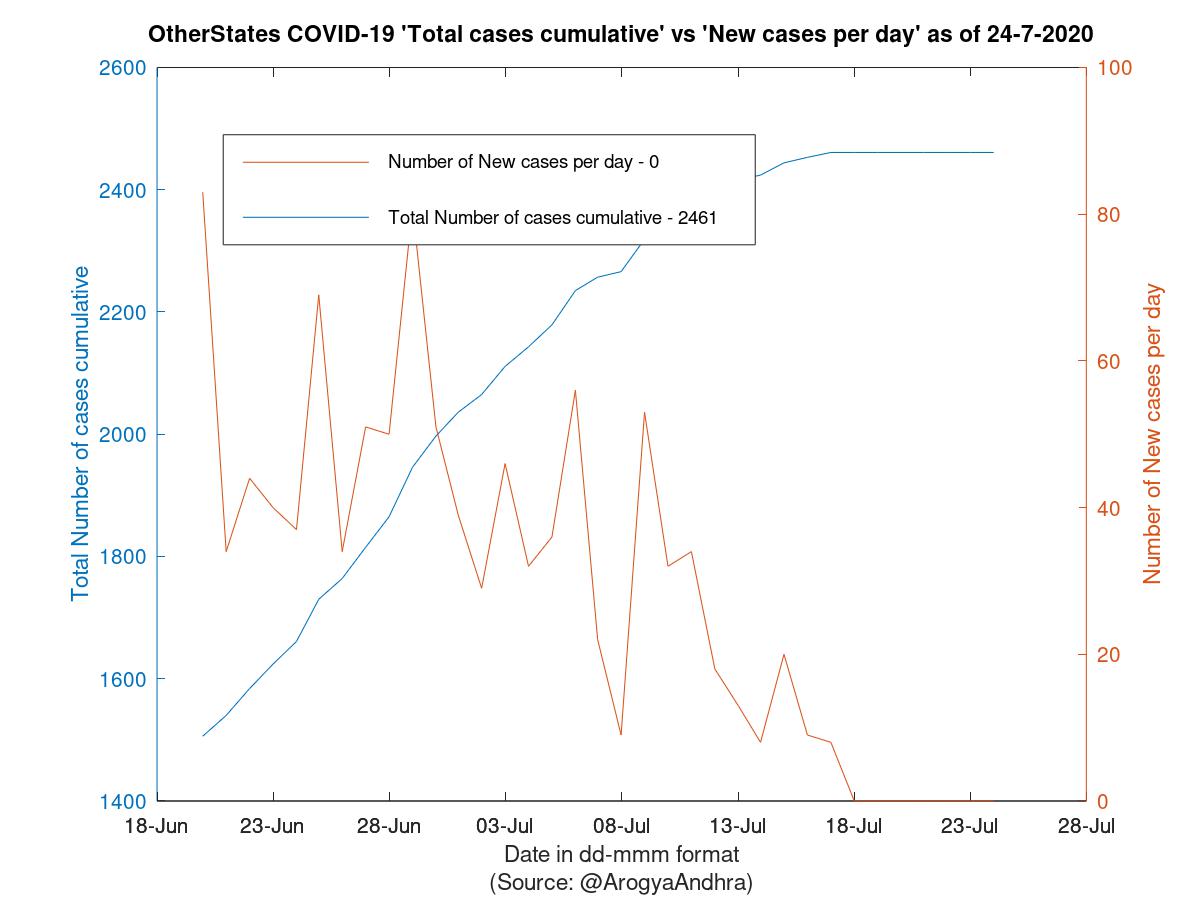 OtherStates COVID-19 'Total cases cumulative' vs 'New cases per day' as of 24-7-2020
2600
2400
2200
2000
1800
1600
1400
Total Number of cases cumulative
Number of New cases per day - 0
Total Number of cases cumulative - 2461
100
80
60
40
20
0
Number of New cases per day
18-Jun 23-Jun 28-Jun 03-Jul 08-Jul 13-Jul 18-Jul 23-Jul 28-Jul
Date in dd-mmm format
(Source: @ArogyaAndhra)